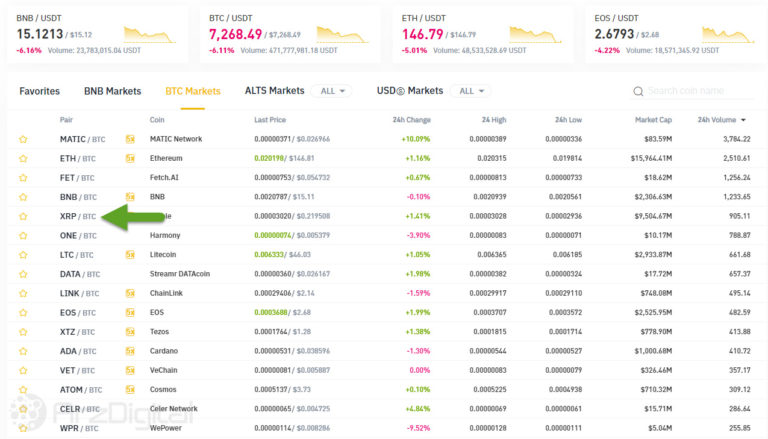 BNB / USDT BTC / USDT ETH / USDT EOS / USDT
15.1213 / $15.12 7,268.49 / $7,268.49 146.79 / $146.79 2.6793 / $2.68
-6.16% Volume: 23,783,015.04 USDT -6.11% Volume: 471,777,981.18 USDT -5.01% Volume: 48,533,528.69 USDT -4.22% Volume: 18,571,345.92 USDT
Favorites BNB Markets BTC Markets ALTS Markets ALL USDⓈ Markets ALL Search coin name
Pair Coin Last Price 24h Change 24 High 24h Low Market Cap 24h Volume
MATIC / BTC 5x MATIC Network 0.00000371/ $0.026966 +10.09% 0.00000389 0.00000336 $83.59M 3,784.22
ETH / BTC 5x Ethereum 0.020198/ $146.81 +1.16% 0.020315 0.019814 $15,964.41M 2,510.61
FET / BTC Fetch.AI 0.00000753/ $0.054732 +0.67% 0.00000813 0.00000733 $18.62M 1,256.24
BNB / BTC 5x BNB 0.0020787/ $15.11 -0.10% 0.0020939 0.0020561 $2,306.63M 1,233.65
XRP / BTC 0.00003020/ $0.219508 +1.41% 0.00003028 0.00002936 $9,504.67M 905.11
ONE / BTC Harmony 0.00000074/ $0.005379 -3.90% 0.00000083 0.00000071 $10.17M 788.87
LTC / BTC 5x Litecoin 0.006333/ $46.03 +1.05% 0.006365 0.006185 $2,933.87M 661.68
DATA / BTC Streamr DATAcoin 0.00000360/ $0.026167 +1.98% 0.00000382 0.00000324 $17.72M 657.37
LINK / BTC 5x ChainLink 0.00029406/ $2.14 -1.59% 0.00029917 0.00029110 $748.08M 495.14
EOS / BTC 5x EOS 0.0003688/ $2.68 +1.99% 0.0003707 0.0003572 $2,525.95M 482.59
XTZ / BTC 5x Tezos 0.0001764/ $1.28 +1.38% 0.0001815 0.0001714 $778.90M 413.88
ADA / BTC 5x Cardano 0.00000531/ $0.038596 -1.30% 0.00000544 0.00000527 $1,000.68M 410.72
VET / BTC 5x VeChain 0.00000081/ $0.005887 0.00% 0.00000083 0.00000079 $326.46M 357.17
ATOM / BTC 5x Cosmos 0.0005137/ $3.73 +0.10% 0.0005225 0.0004938 $710.32M 309.12
CELR / BTC Celer Network 0.00000065/ $0.004725 +4.84% 0.00000067 0.00000059 $15.71M 286.64
WPR / BTC WePower 0.00000114/ $0.008286 -9.52% 0.00000128 0.00000111 $5.04M 255.85
ArzDigital